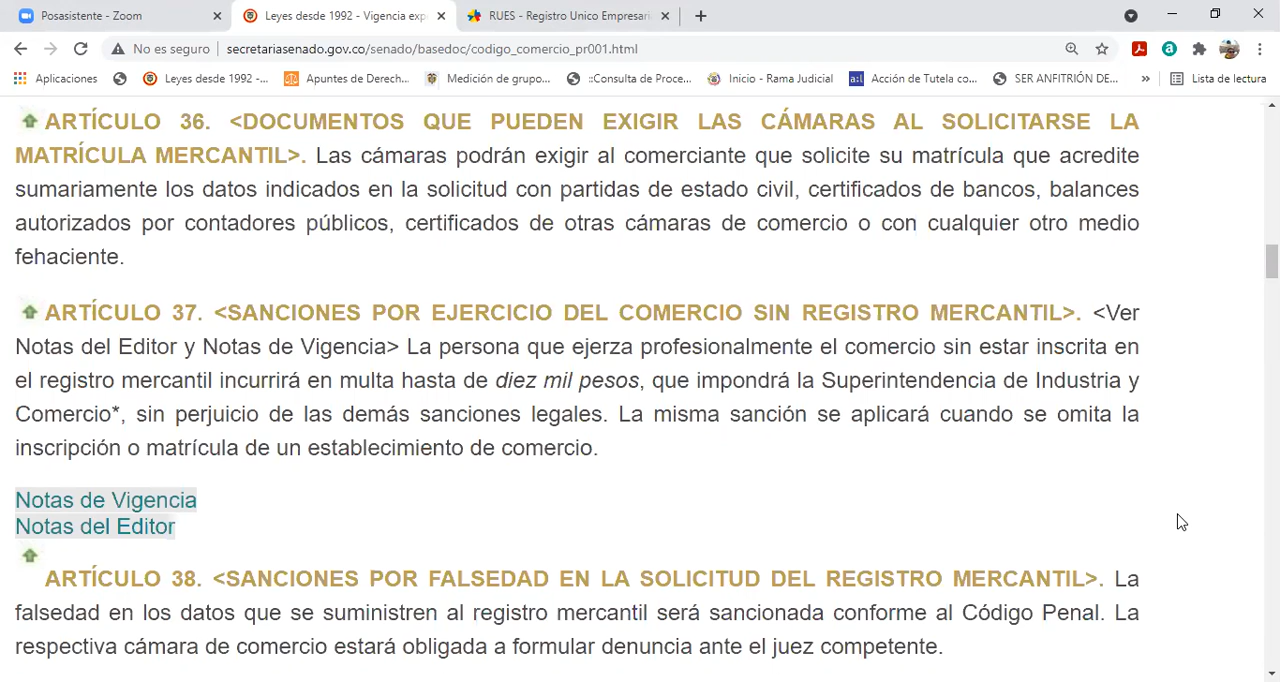 Posasistente - Zoom
Leyes desde 1992 - Vigencia exp
RUES - Registro Unico Empresari
No es seguro
secretariasenado.gov.co/senado/basedoc/codigo_comercio_pr001.html
Aplicaciones
Leyes desde 1992 -...
Apuntes de Derech...
Medición de grupo...
::Consulta de Proce...
Inicio - Rama Judicial
a:l
Acción de Tutela co...
SER ANFITRIÓN DE...
»
Lista de lectura
ARTÍCULO 36. <DOCUMENTOS QUE PUEDEN EXIGIR LAS CÁMARAS AL SOLICITARSE LA
MATRÍCULA MERCANTIL>. Las cámaras podrán exigir al comerciante que solicite su matrícula que acredite
sumariamente los datos indicados en la solicitud con partidas de estado civil, certificados de bancos, balances
autorizados por contadores públicos, certificados de otras cámaras de comercio o con cualquier otro medio
fehaciente.
ARTÍCULO 37. <SANCIONES POR EJERCICIO DEL COMERCIO SIN REGISTRO MERCANTIL>. <Ver
Notas del Editor y Notas de Vigencia> La persona que ejerza profesionalmente el comercio sin estar inscrita en
el registro mercantil incurrirá en multa hasta de diez mil pesos, que impondrá la Superintendencia de Industria y
Comercio*, sin perjuicio de las demás sanciones legales. La misma sanción se aplicará cuando se omita la
inscripción o matrícula de un establecimiento de comercio.
Notas de Vigencia
Notas del Editor
ARTÍCULO 38. <SANCIONES POR FALSEDAD EN LA SOLICITUD DEL REGISTRO MERCANTIL>. La
falsedad en los datos que se suministren al registro mercantil será sancionada conforme al Código Penal. La
respectiva cámara de comercio estará obligada a formular denuncia ante el juez competente.